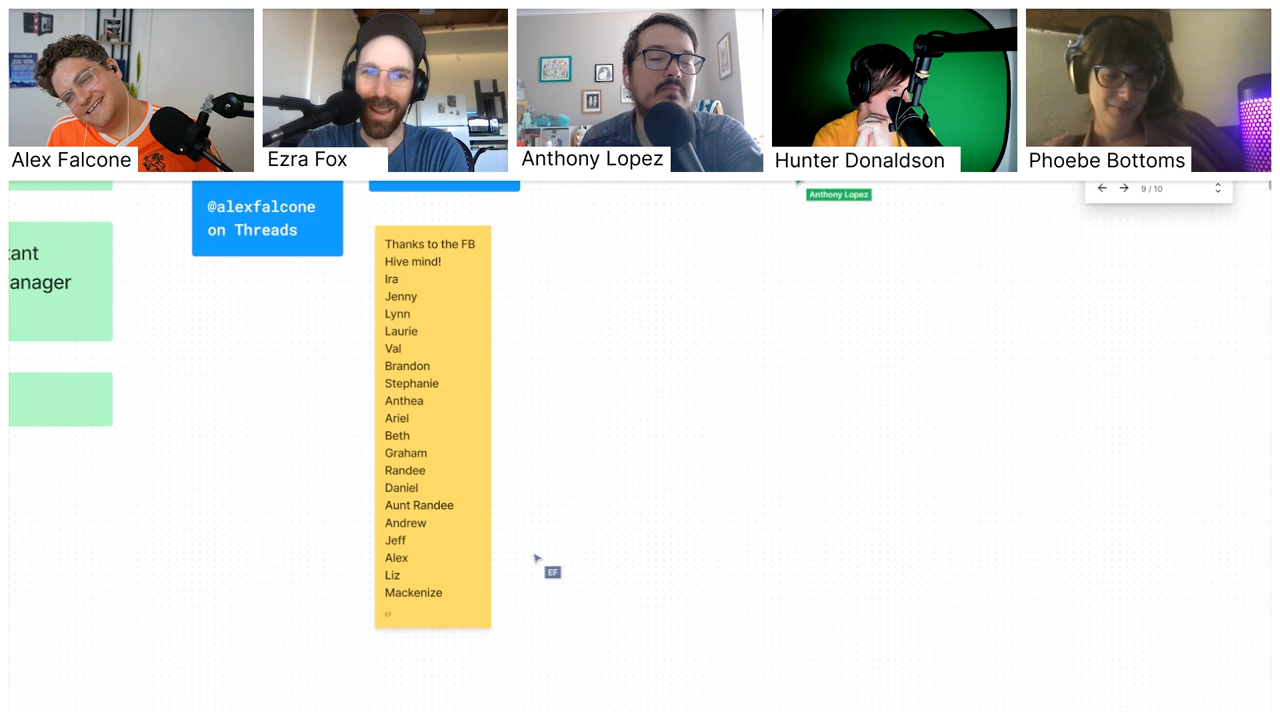 Alex Falcone
Ezra Fox
Anthony Lopez
Hunter Donaldson
Phoebe Bottoms
Anthony Lopez
9 / 10
@alexfalcone
on Threads
tant
anager
Thanks to the FB
Hive mind!
Ira
Jenny
Lynn
Laurie
Val
Brandon
Stephanie
Anthea
Ariel
Beth
Graham
Randee
Daniel
Aunt Randee
Andrew
Jeff
Alex
Liz
Mackenize
EF
EF